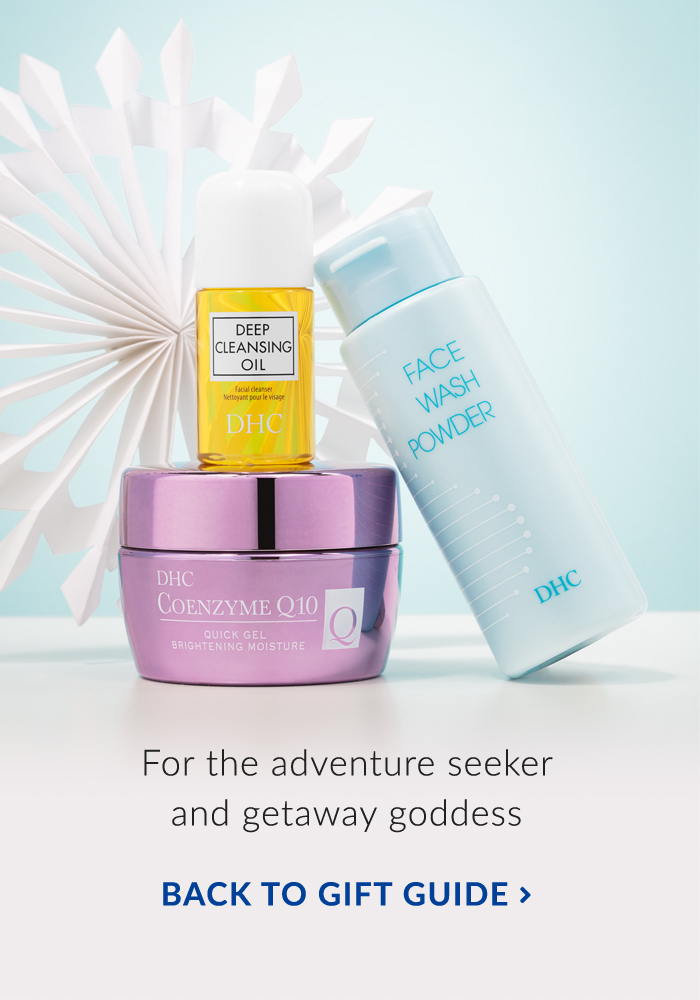 DEEP
CLEANSING
OIL
Facial cleanser
Nettoyant pour le visage
DHC
FACE
WASH
POWDER
DHC
DHC
COENZYME Q10
Q
QUICK GEL
BRIGHTENING MOISTURE
For the adventure seeker
and getaway goddess
BACK TO GIFT GUIDE >